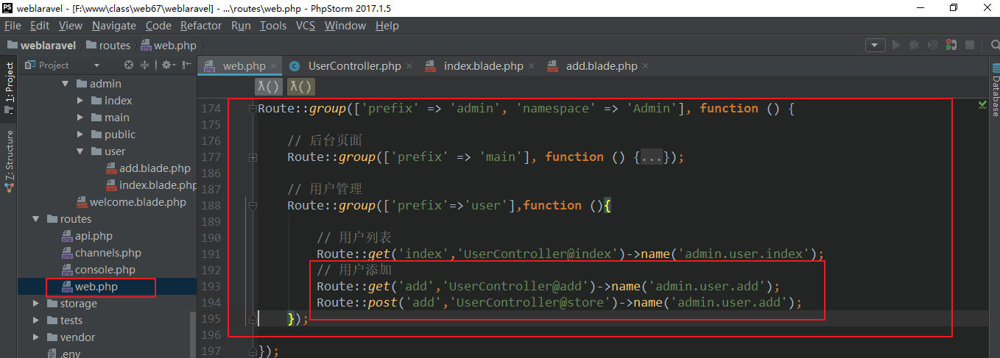 weblaravel - [F:\www\class\web67\weblaravel] - ...\routes\web.php - PhpStorm 2017.1.5
File Edit View Navigate Code Refactor Run Tools VCS Window Help
weblaravel routes web.php
Project
web.php UserController.php index.blade.php add.blade.php
λ() λ()
1: Project
7: Structure
Database
admin
index
main
public
user
add.blade.php
index.blade.php
welcome.blade.php
routes
api.php
channels.php
console.php
web.php
storage
tests
vendor
.env
174 Route::group(['prefix' => 'admin', 'namespace' => 'Admin'], function () {
175
176 // 后台页面
177 Route::group(['prefix' => 'main'], function () {...});
186
187 // 用户管理
188 Route::group(['prefix'=>'user'],function (){
189
190 // 用户列表
191 Route::get('index','UserController@index')->name('admin.user.index');
192 // 用户添加
193 Route::get('add','UserController@add')->name('admin.user.add');
194 Route::post('add','UserController@store')->name('admin.user.add');
195 });
196
197 });